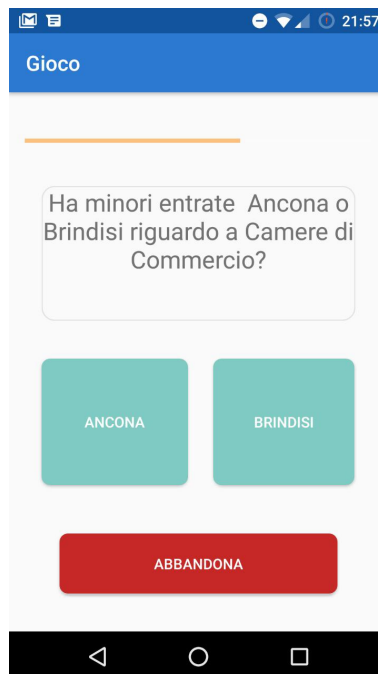 21:57
Gioco
Ha minori entrate  Ancona o
Brindisi riguardo a Camere di
Commercio?
ANCONA
BRINDISI
ABBANDONA